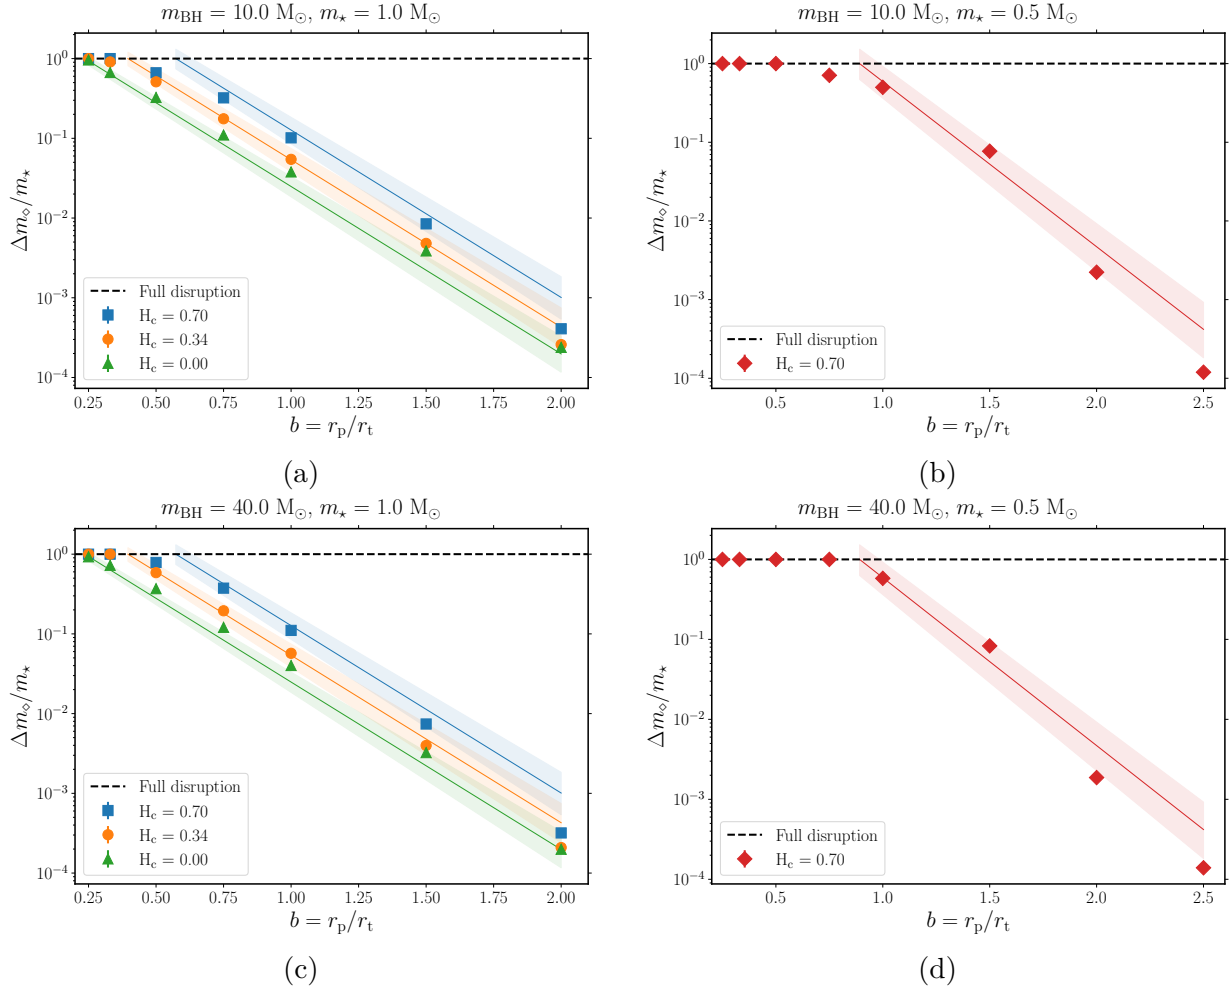 m_BH = 10.0 M_⊙, m_⋆ = 1.0 M_⊙
Δm_⋄/m_⋆
10^0
10^−1
10^−2
10^−3
10^−4
Full disruption
H_c = 0.70
H_c = 0.34
H_c = 0.00
0.25 0.50 0.75 1.00 1.25 1.50 1.75 2.00
b = r_p/r_t
(a)
m_BH = 10.0 M_⊙, m_⋆ = 0.5 M_⊙
Δm_⋄/m_⋆
10^0
10^−1
10^−2
10^−3
10^−4
Full disruption
H_c = 0.70
0.5 1.0 1.5 2.0 2.5
b = r_p/r_t
(b)
m_BH = 40.0 M_⊙, m_⋆ = 1.0 M_⊙
Δm_⋄/m_⋆
10^0
10^−1
10^−2
10^−3
10^−4
Full disruption
H_c = 0.70
H_c = 0.34
H_c = 0.00
0.25 0.50 0.75 1.00 1.25 1.50 1.75 2.00
b = r_p/r_t
(c)
m_BH = 40.0 M_⊙, m_⋆ = 0.5 M_⊙
Δm_⋄/m_⋆
10^0
10^−1
10^−2
10^−3
10^−4
Full disruption
H_c = 0.70
0.5 1.0 1.5 2.0 2.5
b = r_p/r_t
(d)